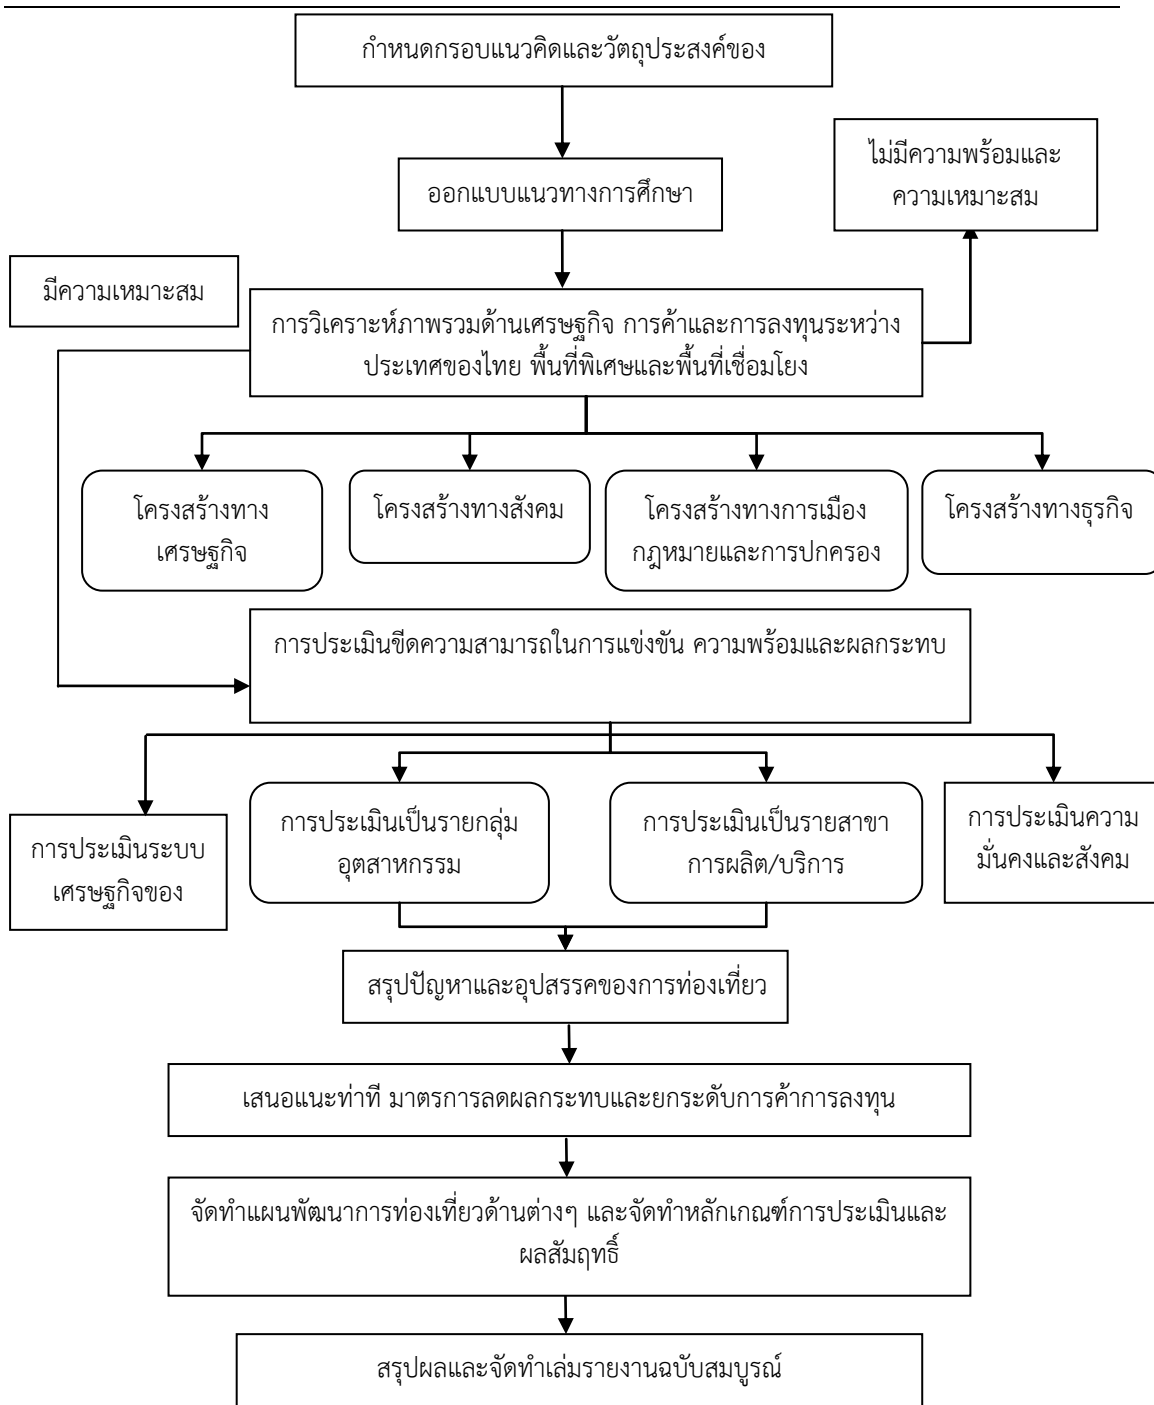 กำหนดกรอบแนวคิดและวัตถุประสงค์ของ
ไม่มีความพร้อมและ
ความเหมาะสม
ออกแบบแนวทางการศึกษา
มีความเหมาะสม
การวิเคราะห์ภาพรวมด้านเศรษฐกิจ การค้าและการลงทุนระหว่าง
ประเทศของไทย พื้นที่พิเศษและพื้นที่เชื่อมโยง
โครงสร้างทาง
เศรษฐกิจ
โครงสร้างทางสังคม
โครงสร้างทางการเมือง
กฎหมายและการปกครอง
โครงสร้างทางธุรกิจ
การประเมินขีดความสามารถในการแข่งขัน ความพร้อมและผลกระทบ
การประเมินระบบ
เศรษฐกิจของ
การประเมินเป็นรายกลุ่ม
อุตสาหกรรม
การประเมินเป็นรายสาขา
การผลิต/บริการ
การประเมินความ
มั่นคงและสังคม
สรุปปัญหาและอุปสรรคของการท่องเที่ยว
เสนอแนะท่าที มาตรการลดผลกระทบและยกระดับการค้าการลงทุน
จัดทำแผนพัฒนาการท่องเที่ยวด้านต่างๆ และจัดทำหลักเกณฑ์การประเมินและ
ผลสัมฤทธิ์
สรุปผลและจัดทำเล่มรายงานฉบับสมบูรณ์